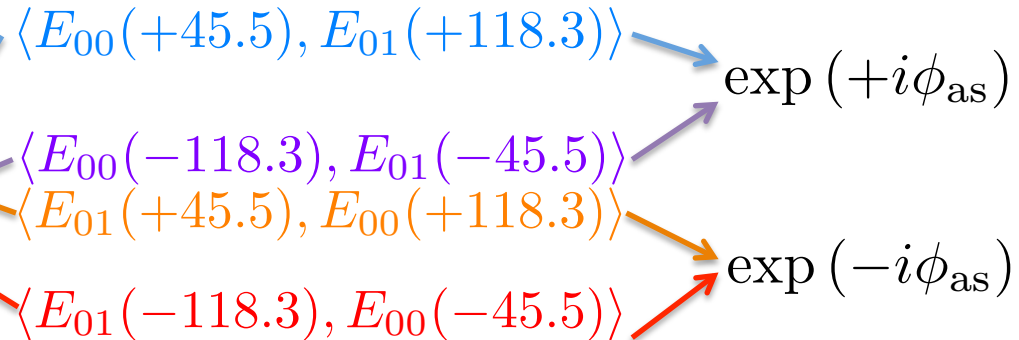 ⟨E₀₀(+45.5), E₀₁(+118.3)⟩
exp (+iϕₐₛ)
⟨E₀₀(−118.3), E₀₁(−45.5)⟩
⟨E₀₁(+45.5), E₀₀(+118.3)⟩
exp (−iϕₐₛ)
⟨E₀₁(−118.3), E₀₀(−45.5)⟩